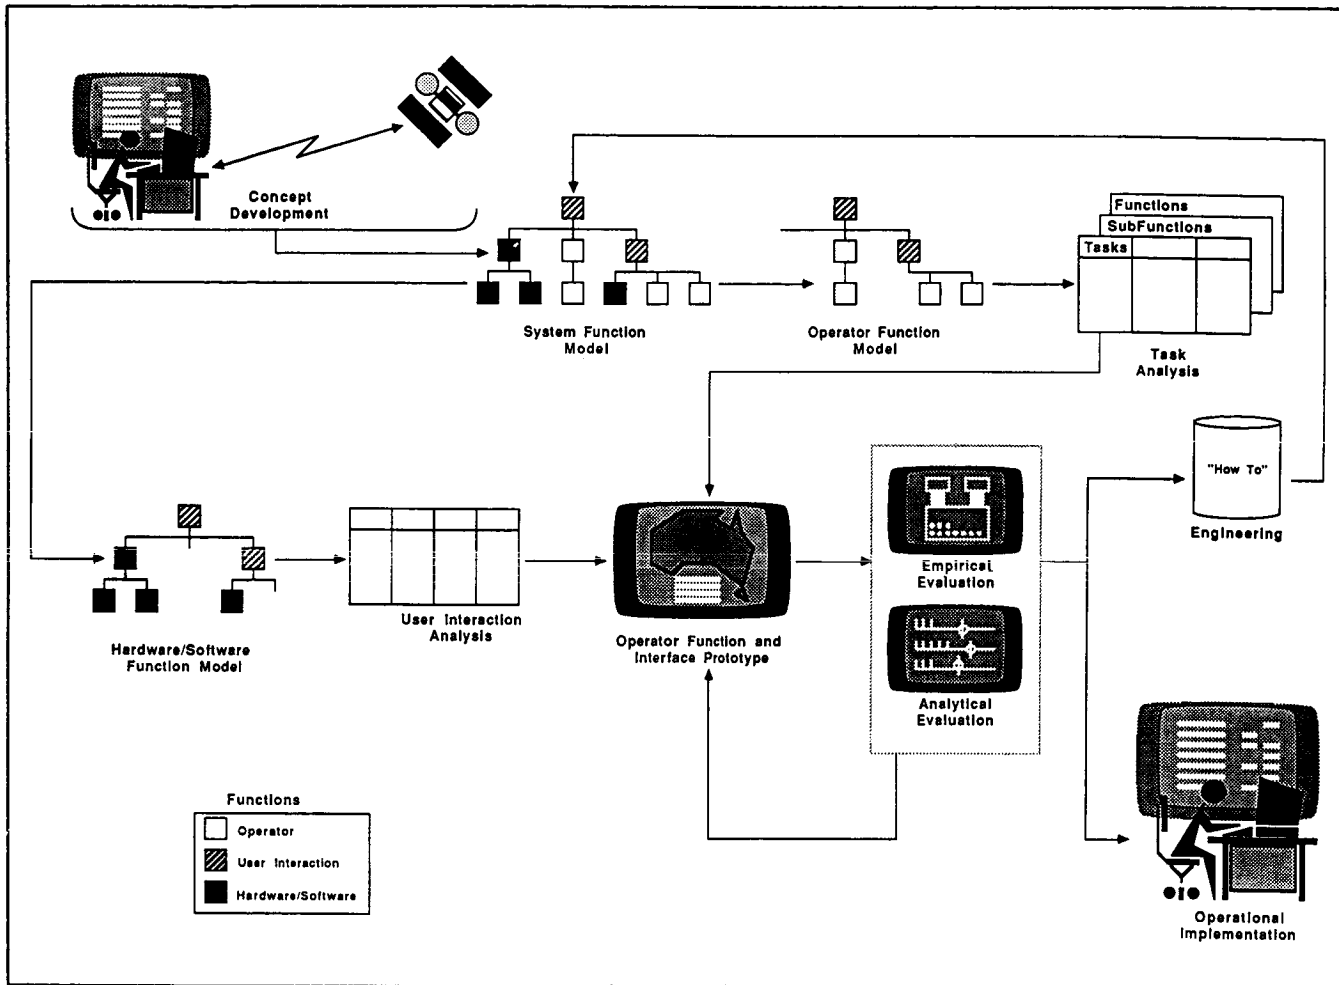 Concept
Development
Functions
SubFunctions
Tasks
System Function
Model
Operator Function
Model
Task
Analysis
"How To"
Engineering
Empirical
Evaluation
Hardware/Software
Function Model
User Interaction
Analysis
Operator Function and
Interface Prototype
Analytical
Evaluation
Functions
Operator
User Interaction
Hardware/Software
Operational
Implementation